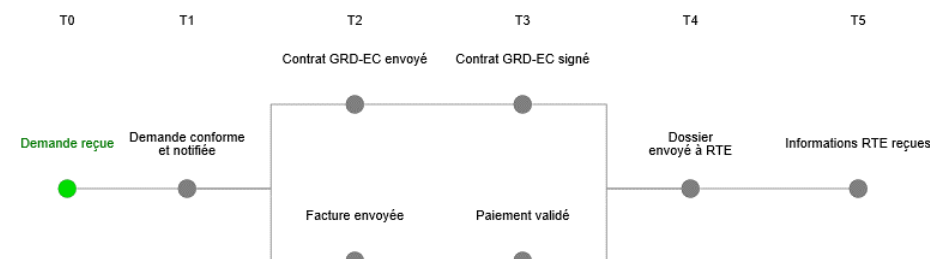 T0 T1 T2 T3 T4 T5
Contrat GRD-EC envoyé Contrat GRD-EC signé
Demande reçue
Demande conforme
et notifiée
Dossier
envoyé à RTE
Informations RTE reçues
Facture envoyée Paiement validé